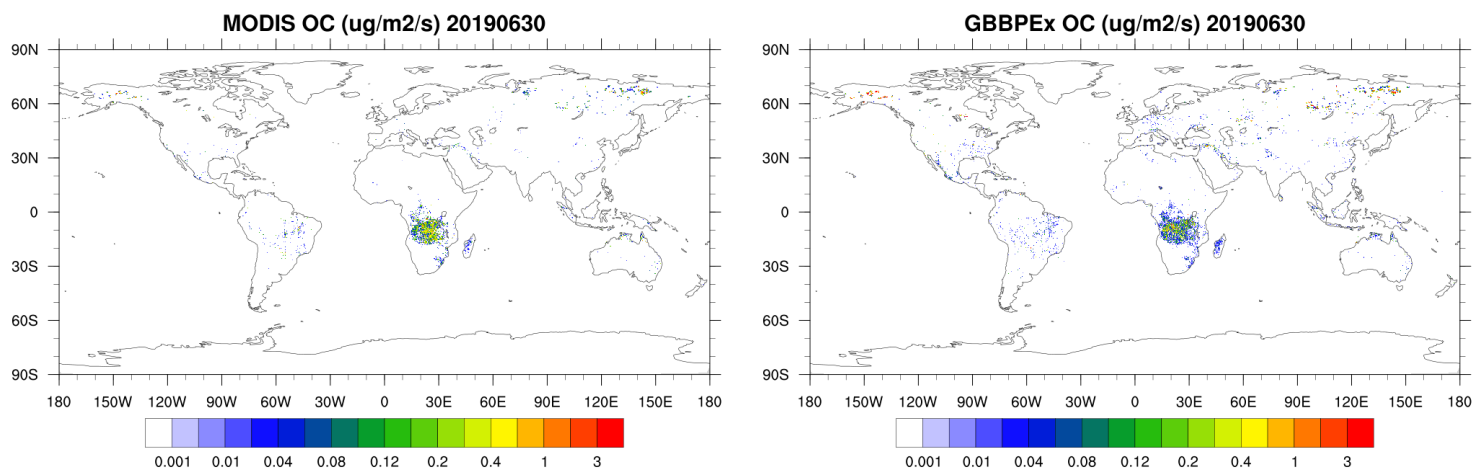 MODIS OC (ug/m2/s) 20190630
90N
60N
30N
0
30S
60S
90S
180 150W 120W 90W 60W 30W 0 30E 60E 90E 120E 150E 180
0.001 0.01 0.04 0.08 0.12 0.2 0.4 1 3
GBBPEx OC (ug/m2/s) 20190630
90N
60N
30N
0
30S
60S
90S
180 150W 120W 90W 60W 30W 0 30E 60E 90E 120E 150E 180
0.001 0.01 0.04 0.08 0.12 0.2 0.4 1 3